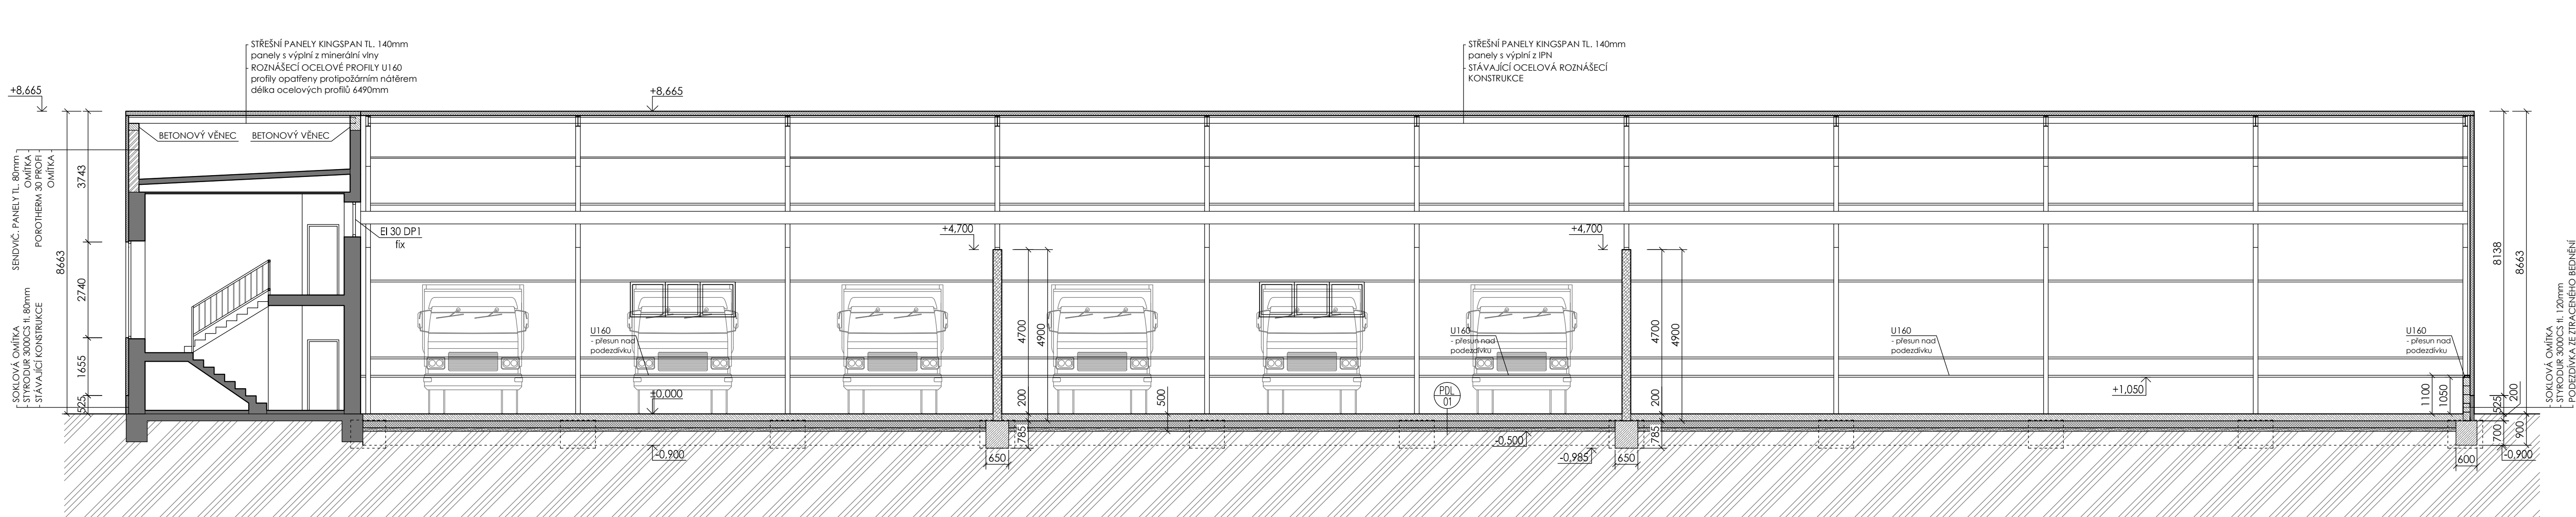 STŘEŠNÍ PANELY KINGSPAN TL. 140mm
panely s výplní z minerální vlny
ROZNÁŠECÍ OCELOVÉ PROFILY U160
profily opatřeny protipožárním nátěrem
délka ocelových profilů 6490mm
STŘEŠNÍ PANELY KINGSPAN TL. 140mm
panely s výplní z IPN
STÁVAJÍCÍ OCELOVÁ ROZNÁŠECÍ
KONSTRUKCE
+8,665
+8,665
BETONOVÝ VĚNEC
BETONOVÝ VĚNEC
SENDVIČ. PANELY TL. 80mm
OMÍTKA
POROTHERM 30 PROFI
OMÍTKA
SOKLOVÁ OMÍTKA
STYRODUR 3000CS tl. 80mm
STÁVAJÍCÍ KONSTRUKCE
8663
3743
2740
1655
525
EI 30 DP1
fix
+4,700
+4,700
4700
4900
200
785
650
4700
4900
200
785
650
U160
- přesun nad
podezdívku
U160
- přesun nad
podezdívku
U160
- přesun nad
podezdívku
U160
- přesun nad
podezdívku
±0,000
-0,900
500
PDL
01
-0,500
-0,985
+1,050
1100
1050
8138
8663
525
200
700
900
600
-0,900
SOKLOVÁ OMÍTKA
STYRODUR 3000CS tl. 120mm
PODEZDÍVKA ZE ZTRACENÉHO BEDNĚNÍ